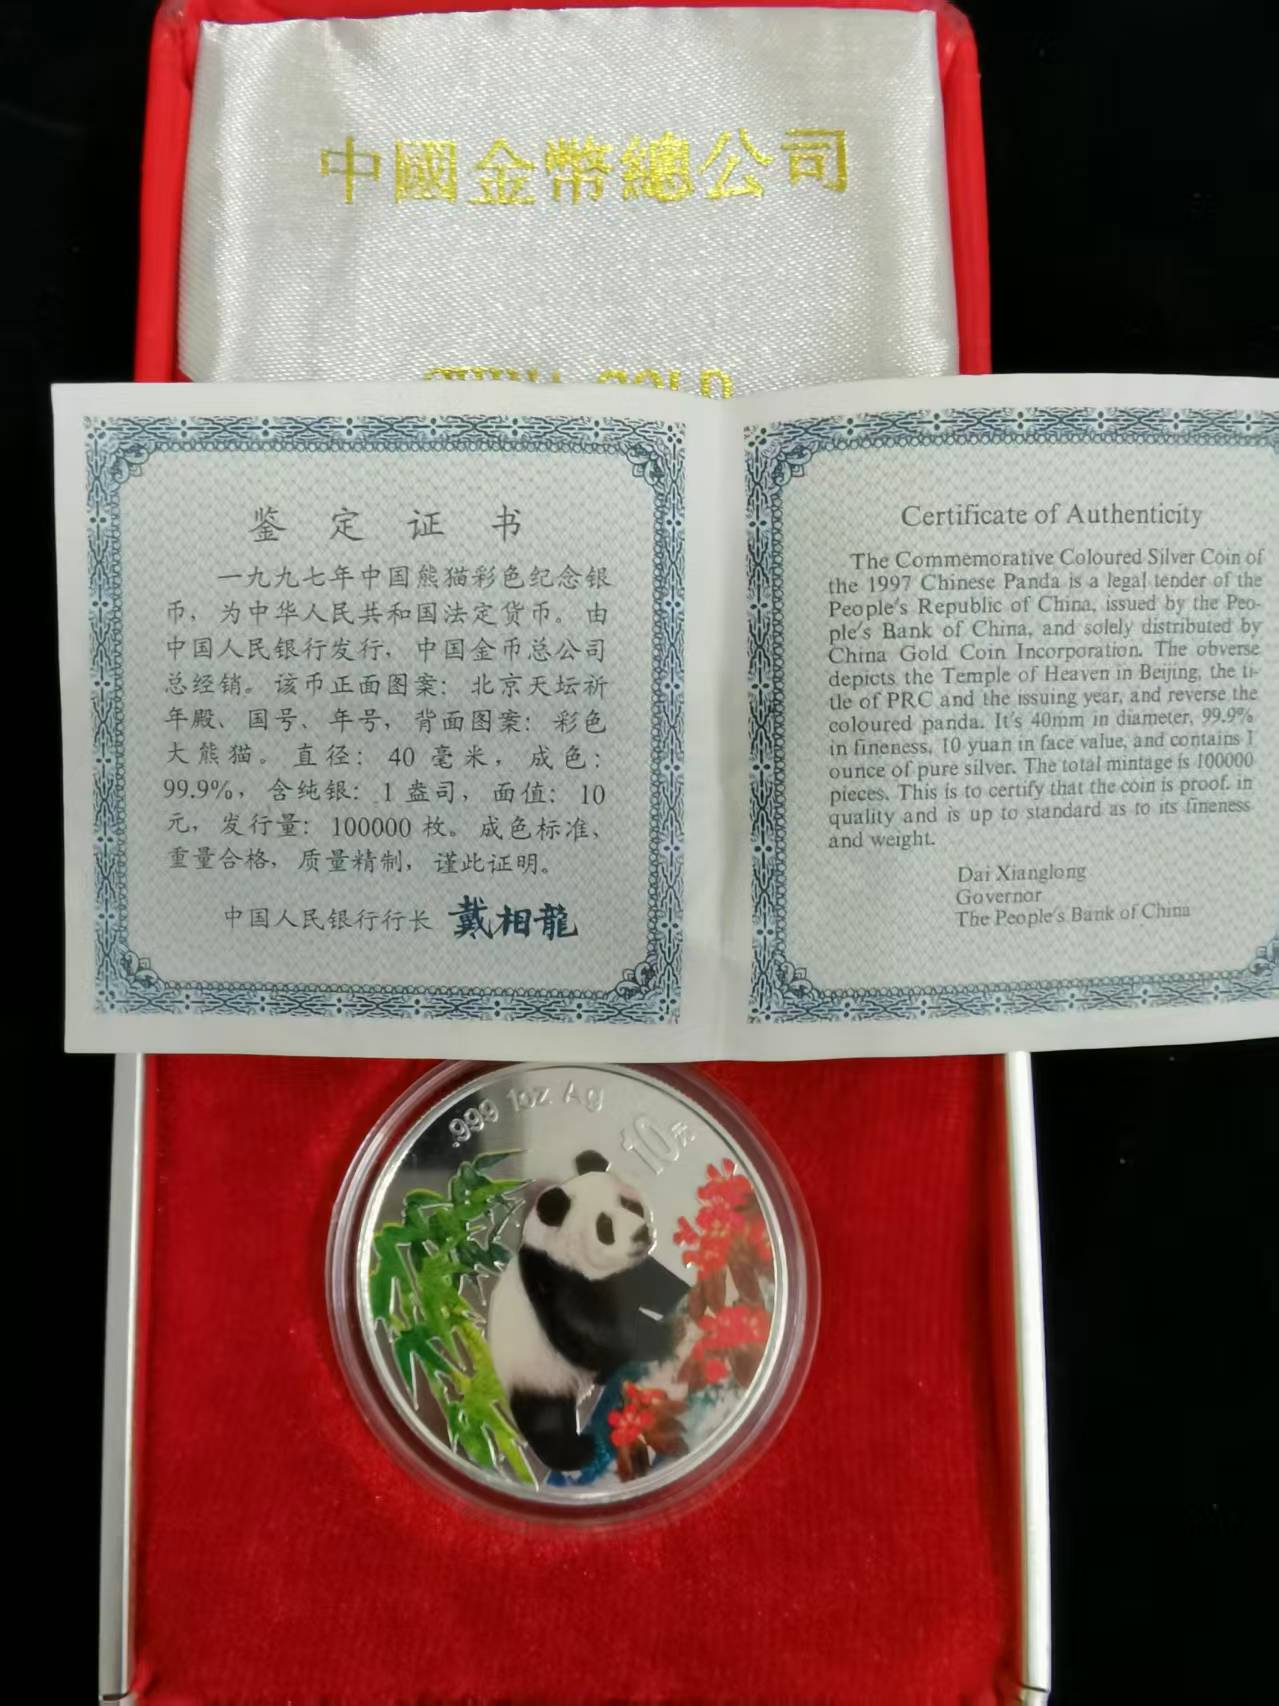 中國金幣總公司
CHINA GOLD
鉴定证书
一九九七年中国熊猫彩色纪念银
币，为中华人民共和国法定货币。由
中国人民银行发行，中国金币总公司
总经销。该币正面图案：北京天坛祈
年殿、国号、年号，背面图案：彩色
大熊猫。直径：40毫米，成色：
99.9%，含纯银：1盎司，面值：10
元，发行量：100000枚。成色标准、
重量合格，质量精制，谨此证明。
中国人民银行行长 戴相龍
Certificate of Authenticity
The Commemorative Coloured Silver Coin of
the 1997 Chinese Panda is a legal tender of the
People's Republic of China, issued by the Peo-
ple's Bank of China, and solely distributed by
China Gold Coin Incorporation. The obverse
depicts the Temple of Heaven in Beijing, the ti-
tle of PRC and the issuing year, and reverse the
coloured panda. It's 40mm in diameter, 99.9%
in fineness, 10 yuan in face value, and contains 1
ounce of pure silver. The total mintage is 100000
pieces. This is to certify that the coin is proof. in
quality and is up to standard as to its fineness
and weight.
Dai Xianglong
Governor
The People's Bank of China
.999 1oz Ag
10元